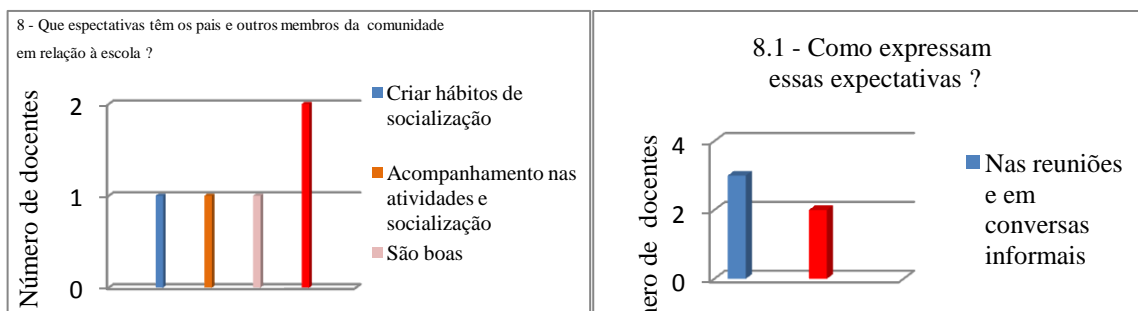 8 - Que espectativas têm os pais e outros membros da comunidade
em relação à escola ?
Número de docentes
2
1
0
Criar hábitos de
socialização
Acompanhamento nas
atividades e
socialização
São boas
8.1 - Como expressam
essas expectativas ?
de docentes
4
2
0
Nas reuniões
e em
conversas
informais